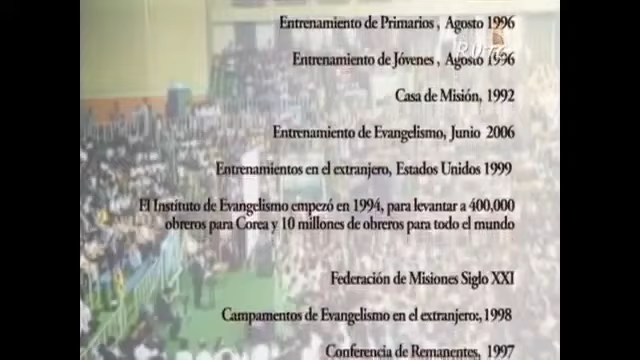 Entrenamiento de Primarios, Agosto 1996
RUTC
Entrenamiento de Jóvenes, Agosto 1996
Casa de Misión, 1992
Entrenamiento de Evangelismo, Junio 2006
Entrenamientos en el extranjero, Estados Unidos 1999
El Instituto de Evangelismo empezó en 1994, para levantar a 400,000
obreros para Corea y 10 millones de obreros para todo el mundo
Federación de Misiones Siglo XXI
Campamentos de Evangelismo en el extranjero:,1998
Conferencia de Remanentes, 1997